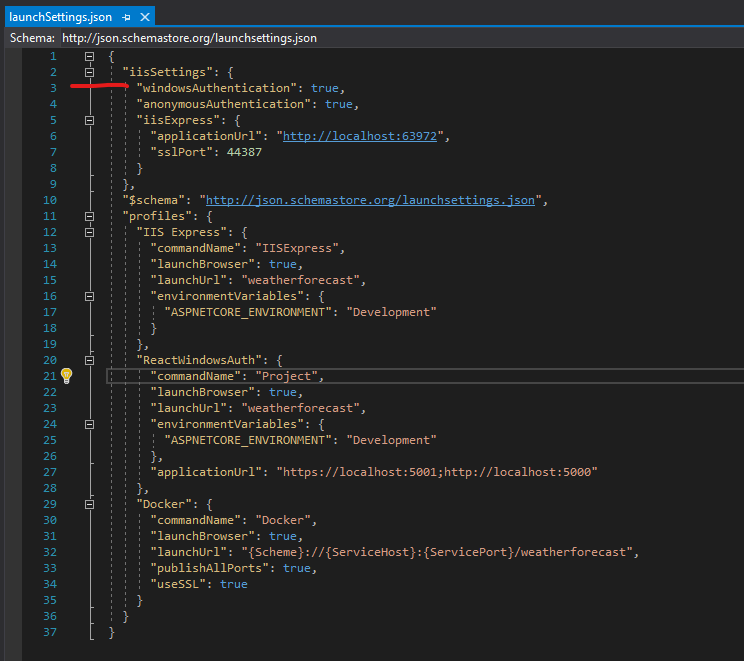 launchSettings.json
Schema: http://json.schemastore.org/launchsettings.json
1 {
2 "iisSettings": {
3 "windowsAuthentication": true,
4 "anonymousAuthentication": true,
5 "iisExpress": {
6 "applicationUrl": "http://localhost:63972",
7 "sslPort": 44387
8 }
9 },
10 "$schema": "http://json.schemastore.org/launchsettings.json",
11 "profiles": {
12 "IIS Express": {
13 "commandName": "IISExpress",
14 "launchBrowser": true,
15 "launchUrl": "weatherforecast",
16 "environmentVariables": {
17 "ASPNETCORE_ENVIRONMENT": "Development"
18 }
19 },
20 "ReactWindowsAuth": {
21 "commandName": "Project",
22 "launchBrowser": true,
23 "launchUrl": "weatherforecast",
24 "environmentVariables": {
25 "ASPNETCORE_ENVIRONMENT": "Development"
26 },
27 "applicationUrl": "https://localhost:5001;http://localhost:5000"
28 },
29 "Docker": {
30 "commandName": "Docker",
31 "launchBrowser": true,
32 "launchUrl": "{Scheme}://{ServiceHost}:{ServicePort}/weatherforecast",
33 "publishAllPorts": true,
34 "useSSL": true
35 }
36 }
37 }